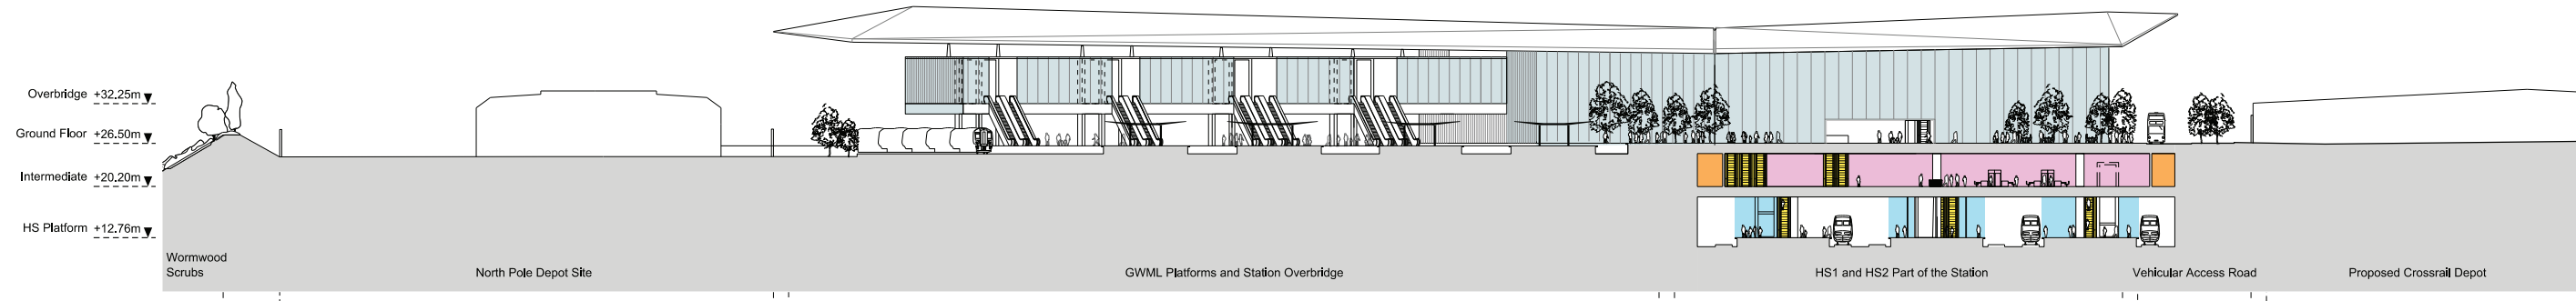 Overbridge +32.25m
Ground Floor +26.50m
Intermediate +20.20m
HS Platform +12.76m
Wormwood
Scrubs
North Pole Depot Site
GWML Platforms and Station Overbridge
HS1 and HS2 Part of the Station
Vehicular Access Road
Proposed Crossrail Depot